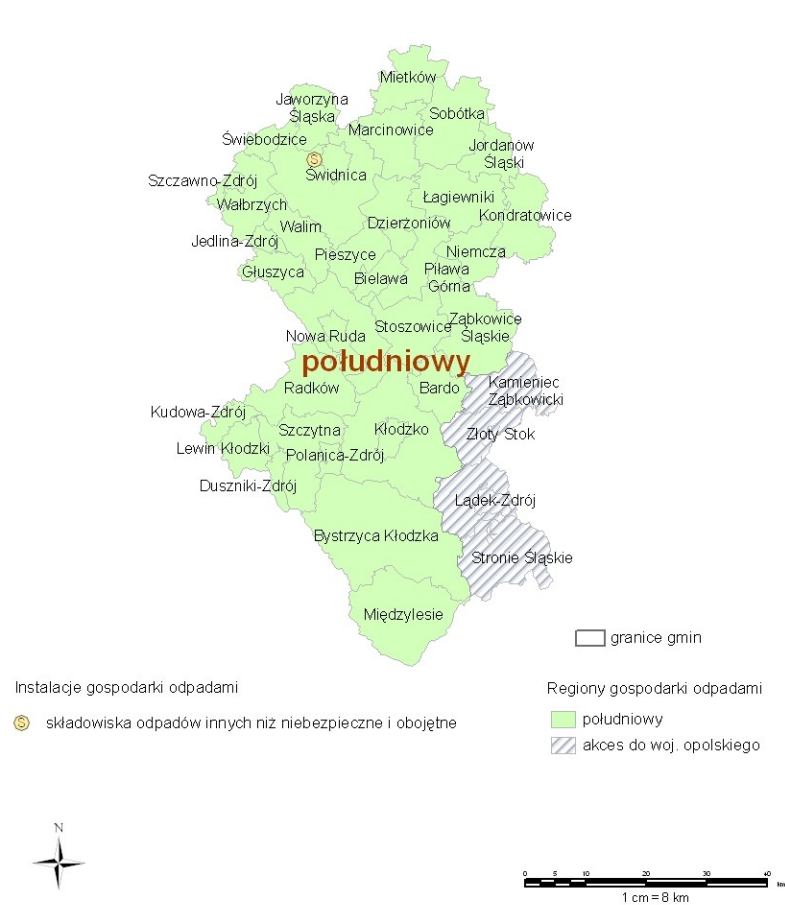 Mietków
Jaworzyna
Śląska
Sobótka
Marcinowice
Świebodzice
Jordanów
Śląski
S
Świdnica
Szczawno-Zdrój
Łagiewniki
Wałbrzych
Kondratowice
Dzierżoniów
Walim
Jedlina-Zdrój
Niemcza
Pieszyce
Głuszyca
Piława
Górna
Bielawa
Ząbkowice
Śląskie
Stoszowice
Nowa Ruda
południowy
Kamieniec
Ząbkowicki
Radków
Bardo
Kudowa-Zdrój
Szczytna
Kłodzko
Złoty Stok
Lewin Kłodzki
Polanica-Zdrój
Duszniki-Zdrój
Lądek-Zdrój
Bystrzyca Kłodzka
Stronie Śląskie
Międzylesie
granice gmin
Instalacje gospodarki odpadami
S składowiska odpadów innych niż niebezpieczne i obojętne
Regiony gospodarki odpadami
południowy
akces do woj. opolskiego
N
0 5 10 20 30 40
km
1 cm = 8 km